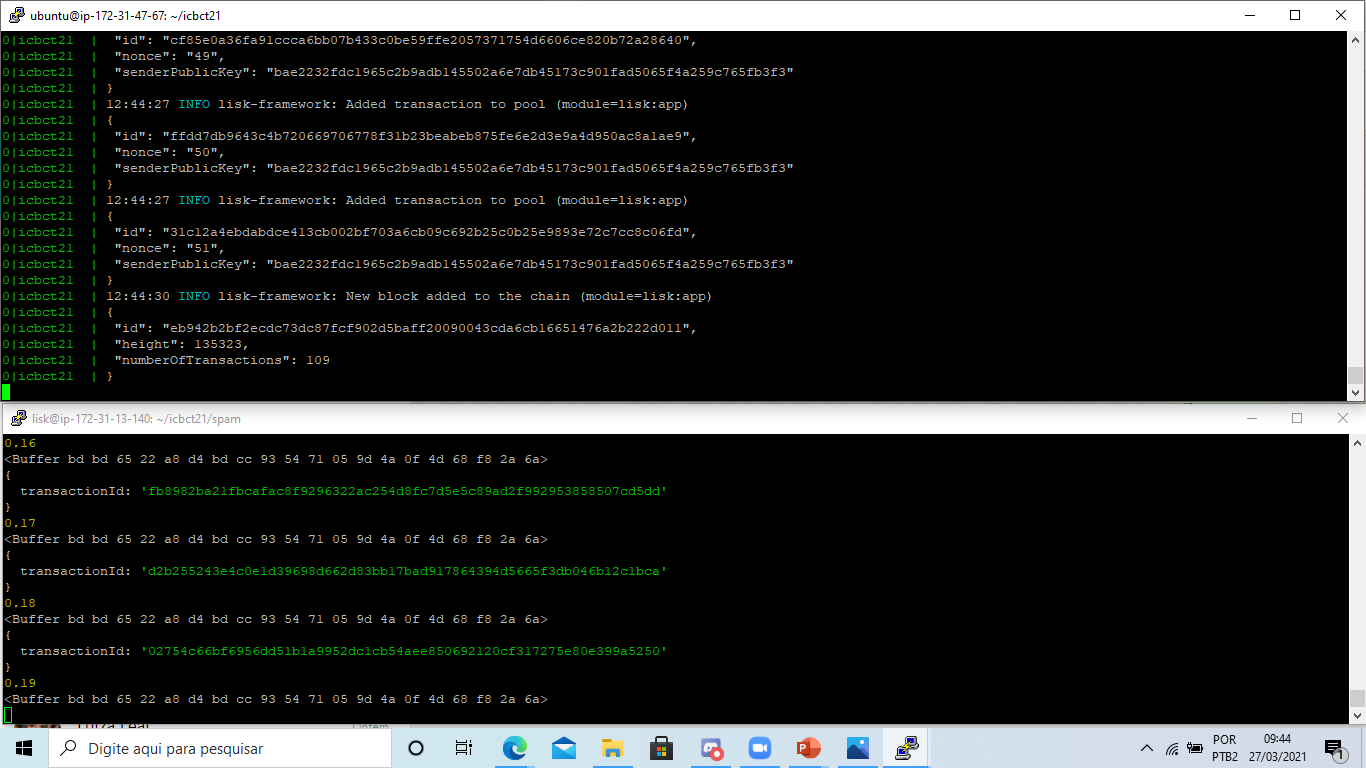 ubuntu@ip-172-31-47-67: ~/icbct21
0|icbct21 | "id": "cf85e0a36fa91ccca6bb07b433c0be59ffe2057371754d6606ce820b72a28640",
0|icbct21 | "nonce": "49",
0|icbct21 | "senderPublicKey": "bae2232fdc1965c2b9adb145502a6e7db45173c901fad5065f4a259c765fb3f3"
0|icbct21 | }
0|icbct21 | 12:44:27 INFO lisk-framework: Added transaction to pool (module=lisk:app)
0|icbct21 | {
0|icbct21 | "id": "ffdd7db9643c4b720669706778f31b23beabeb875fe6e2d3e9a4d950ac8a1ae9",
0|icbct21 | "nonce": "50",
0|icbct21 | "senderPublicKey": "bae2232fdc1965c2b9adb145502a6e7db45173c901fad5065f4a259c765fb3f3"
0|icbct21 | }
0|icbct21 | 12:44:27 INFO lisk-framework: Added transaction to pool (module=lisk:app)
0|icbct21 | {
0|icbct21 | "id": "31c12a4ebdabdce413cb002bf703a6cb09c692b25c0b25e9893e72c7cc8c06fd",
0|icbct21 | "nonce": "51",
0|icbct21 | "senderPublicKey": "bae2232fdc1965c2b9adb145502a6e7db45173c901fad5065f4a259c765fb3f3"
0|icbct21 | }
0|icbct21 | 12:44:30 INFO lisk-framework: New block added to the chain (module=lisk:app)
0|icbct21 | {
0|icbct21 | "id": "eb942b2bf2ecdc73dc87fcf902d5baff20090043cda6cb16651476a2b222d011",
0|icbct21 | "height": 135323,
0|icbct21 | "numberOfTransactions": 109
0|icbct21 | }
lisk@ip-172-31-13-140: ~/icbct21/spam
0.16
<Buffer bd bd 65 22 a8 d4 bd cc 93 54 71 05 9d 4a 0f 4d 68 f8 2a 6a>
{
transactionId: 'fb8982ba21fbcafac8f9296322ac254d8fc7d5e5c89ad2f992953858507cd5dd'
}
0.17
<Buffer bd bd 65 22 a8 d4 bd cc 93 54 71 05 9d 4a 0f 4d 68 f8 2a 6a>
{
transactionId: 'd2b255243e4c0e1d39698d662d83bb17bad917864394d5665f3db046b12c1bca'
}
0.18
<Buffer bd bd 65 22 a8 d4 bd cc 93 54 71 05 9d 4a 0f 4d 68 f8 2a 6a>
{
transactionId: '02754c66bf6956dd51b1a9952dc1cb54aee850692120cf317275e80e399a5250'
}
0.19
<Buffer bd bd 65 22 a8 d4 bd cc 93 54 71 05 9d 4a 0f 4d 68 f8 2a 6a>
Digite aqui para pesquisar
POR
PTB2
09:44
27/03/2021
1